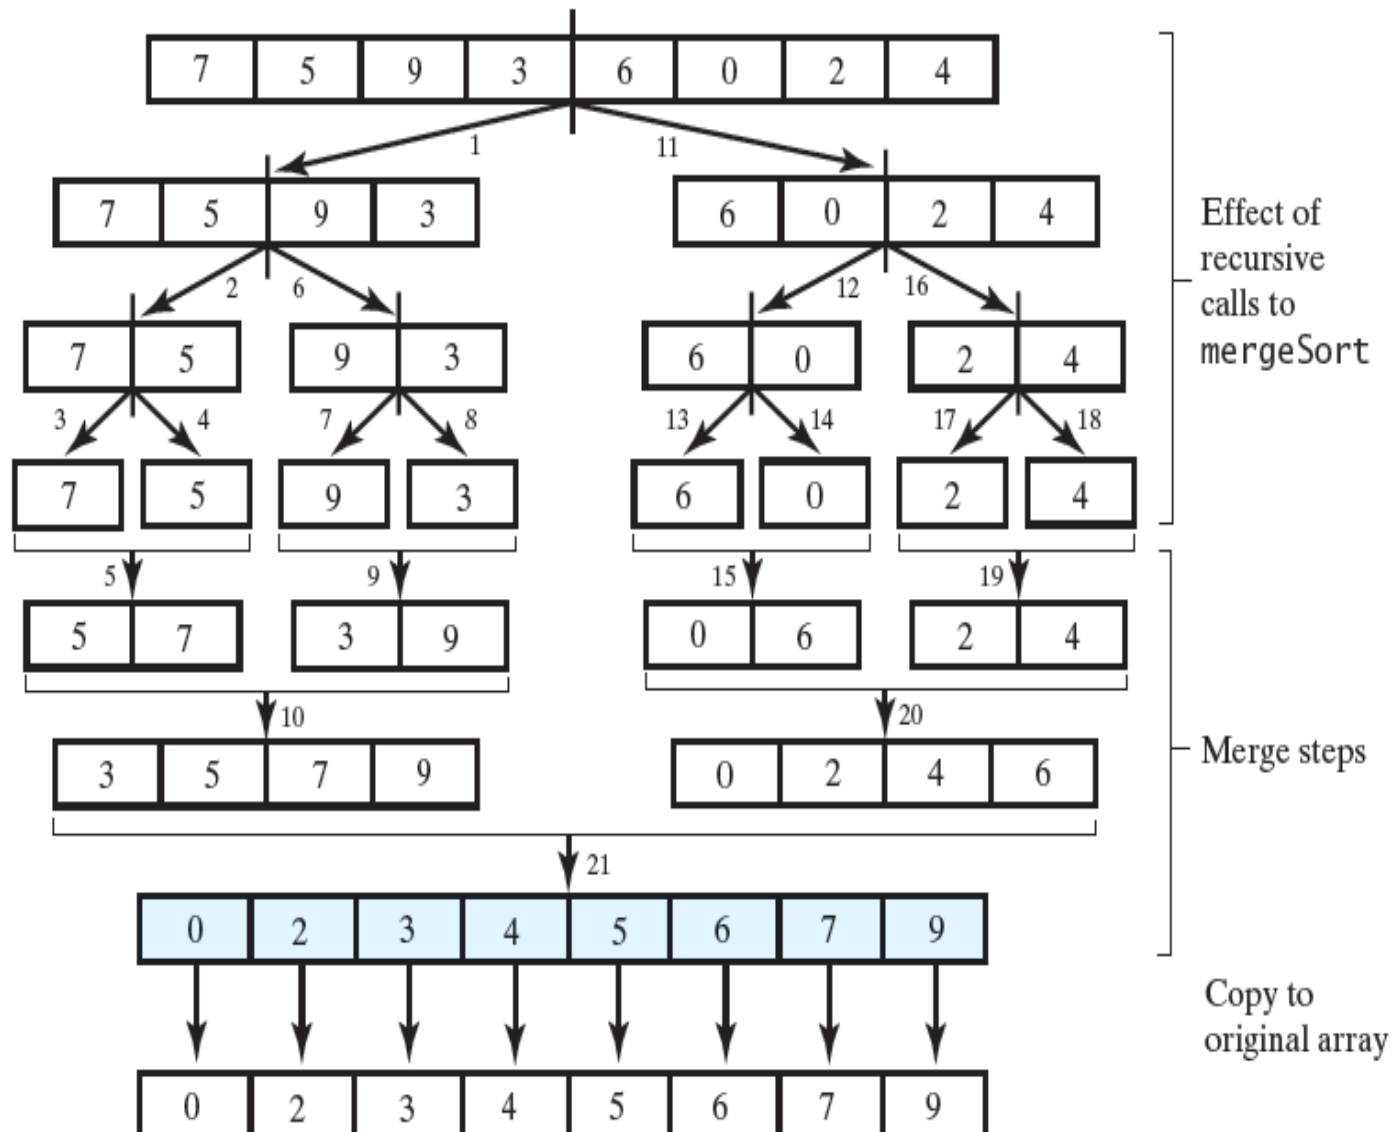 7 5 9 3 6 0 2 4
1 11
7 5 9 3 6 0 2 4
Effect of
recursive
calls to
mergeSort
2 6 12 16
7 5 9 3 6 0 2 4
3 4 7 8 13 14 17 18
7 5 9 3 6 0 2 4
5 9 15 19
5 7 3 9 0 6 2 4
10 20
3 5 7 9 0 2 4 6
Merge steps
21
0 2 3 4 5 6 7 9
Copy to
original array
0 2 3 4 5 6 7 9